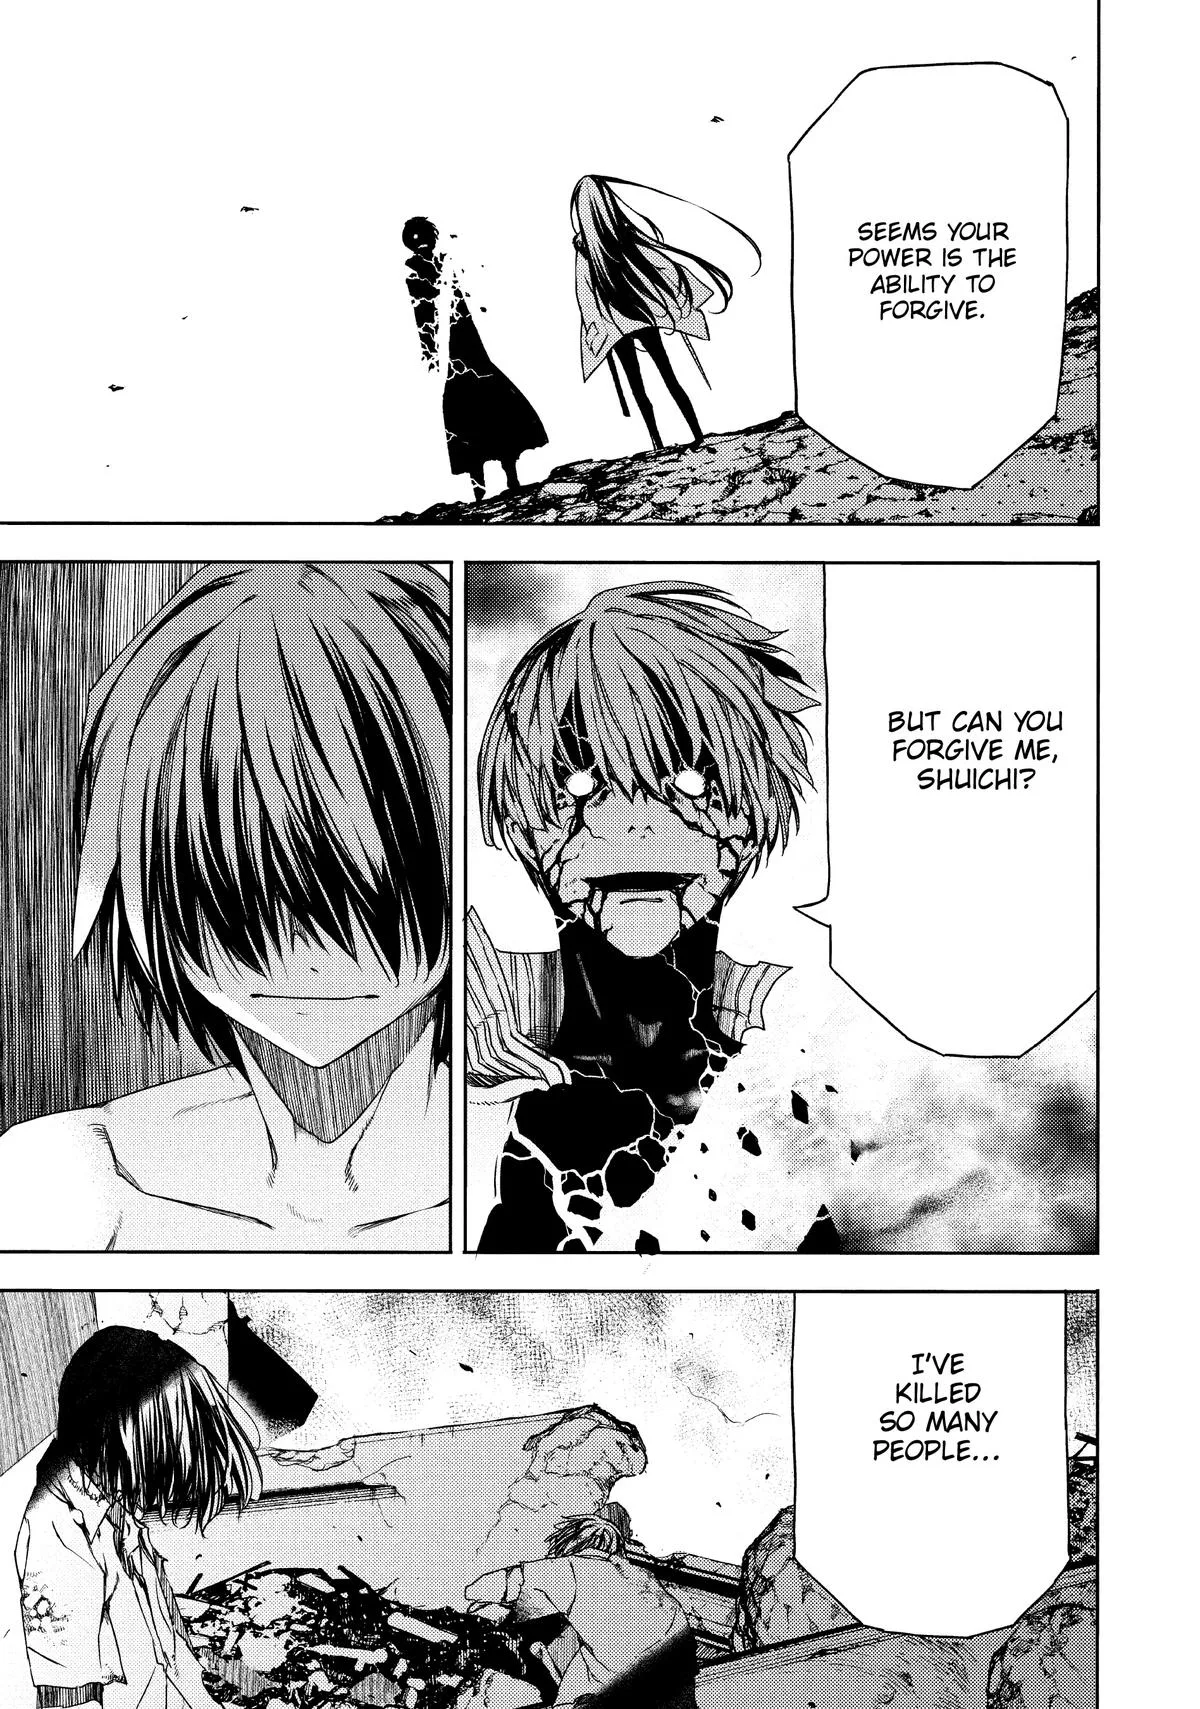 SEEMS YOUR
POWER IS THE
ABILITY TO
FORGIVE.
BUT CAN YOU
FORGIVE ME,
SHUICHI?
I'VE
KILLED
SO MANY
PEOPLE...